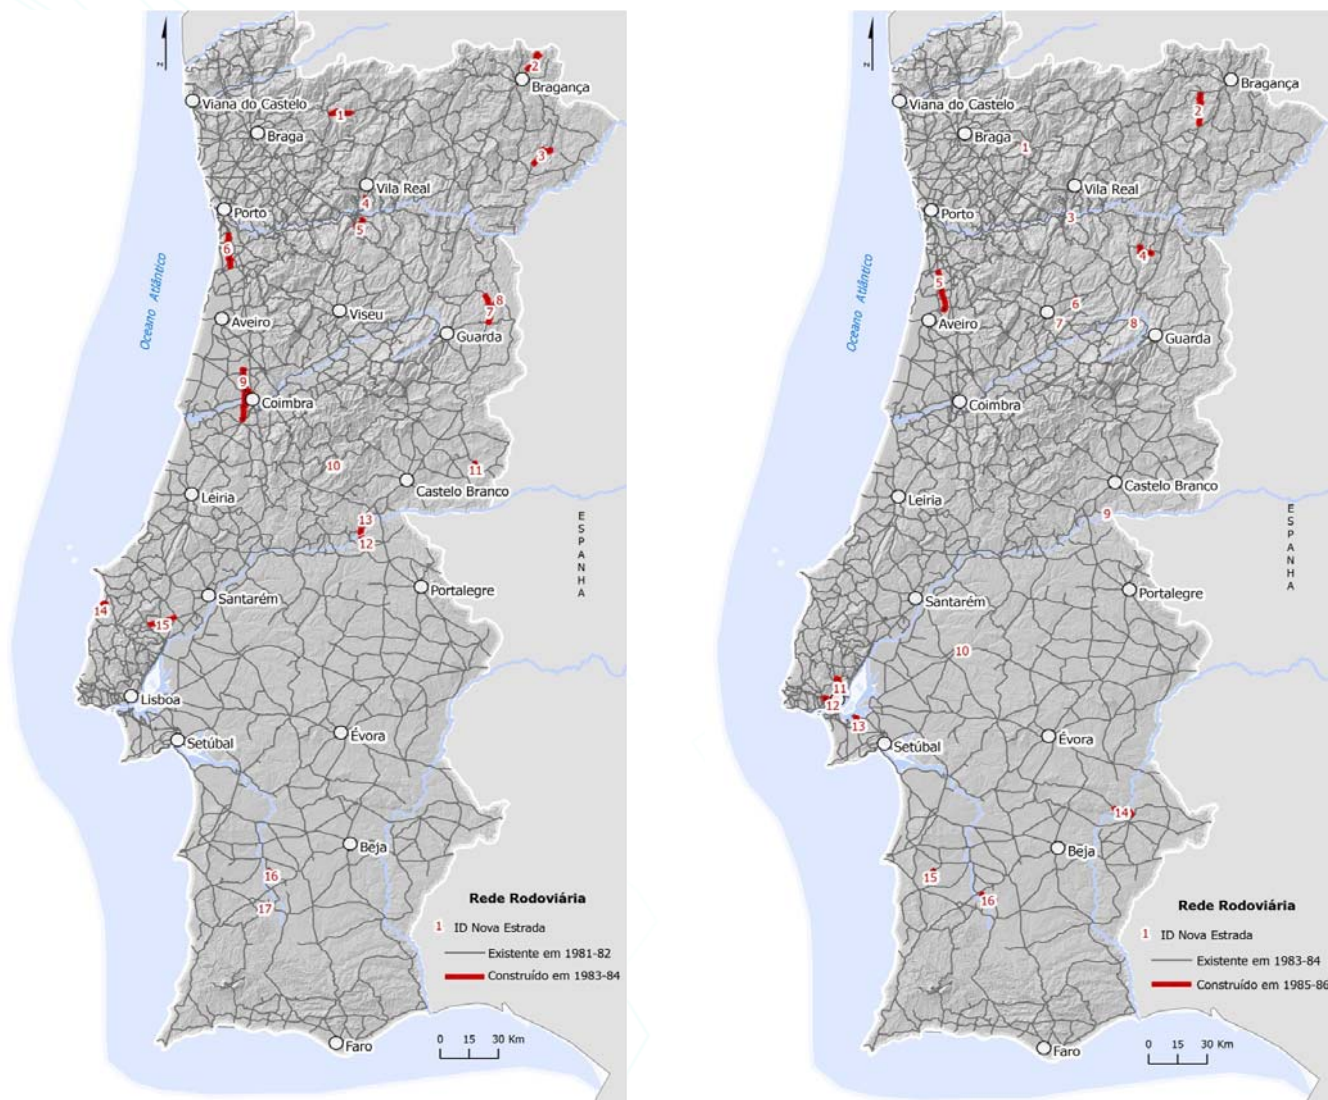 N
2
Bragança
Viana do Castelo
1
Braga
3
Vila Real
4
Porto
5
6
Oceano Atlântico
8
7
Viseu
Aveiro
Guarda
9
Coimbra
10
11
Castelo Branco
Leiria
13
12
ESPANHA
Portalegre
Santarém
14
15
Lisboa
Setúbal
Évora
Beja
16
17
Rede Rodoviária
1 ID Nova Estrada
Existente em 1981-82
Construído em 1983-84
Faro
0 15 30 Km
N
Bragança
2
Viana do Castelo
Braga
1
Vila Real
Porto
3
4
Oceano Atlântico
5
6
7
8
Aveiro
Guarda
Coimbra
Castelo Branco
Leiria
9
ESPANHA
Portalegre
Santarém
10
11
12
13
Setúbal
Évora
14
Beja
15
16
Rede Rodoviária
1 ID Nova Estrada
Existente em 1983-84
Construído em 1985-86
Faro
0 15 30 Km